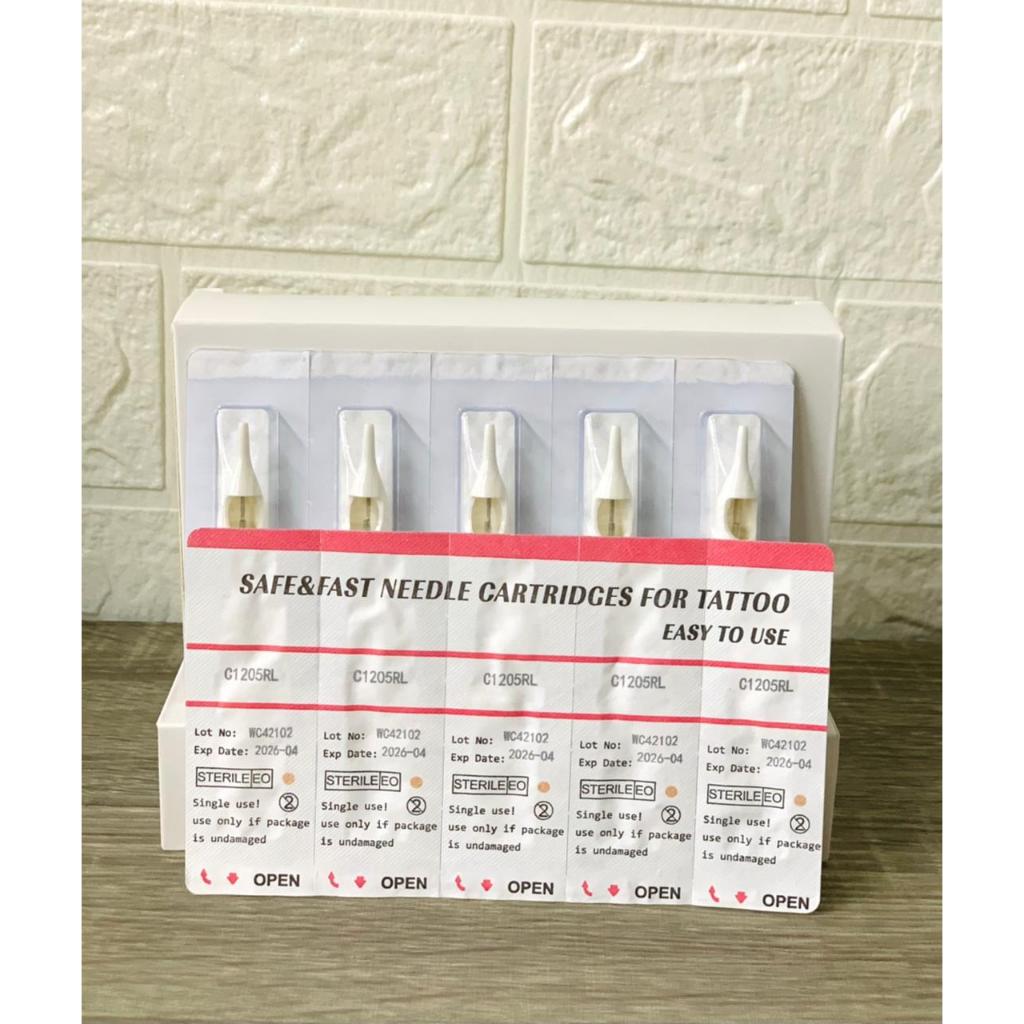 SAFE&FAST NEEDLE CARTRIDGES FOR TATTOO
EASY TO USE
C1205RL C1205RL C1205RL C1205RL C1205RL
Lot No: WC42102 Lot No: WC42102 Lot No: WC42102 Lot No: WC42102 Lot No: WC42102
Exp Date: 2026-04 Exp Date: 2026-04 Exp Date: 2026-04 Exp Date: 2026-04 Exp Date: 2026-04
STERILE EO STERILE EO STERILE EO STERILE EO STERILE EO
Single use! 2 Single use! 2 Single use! 2 Single use! 2 Single use! 2
use only if package use only if package use only if package use only if package use only if package
is undamaged is undamaged is undamaged is undamaged is undamaged
OPEN OPEN OPEN OPEN OPEN